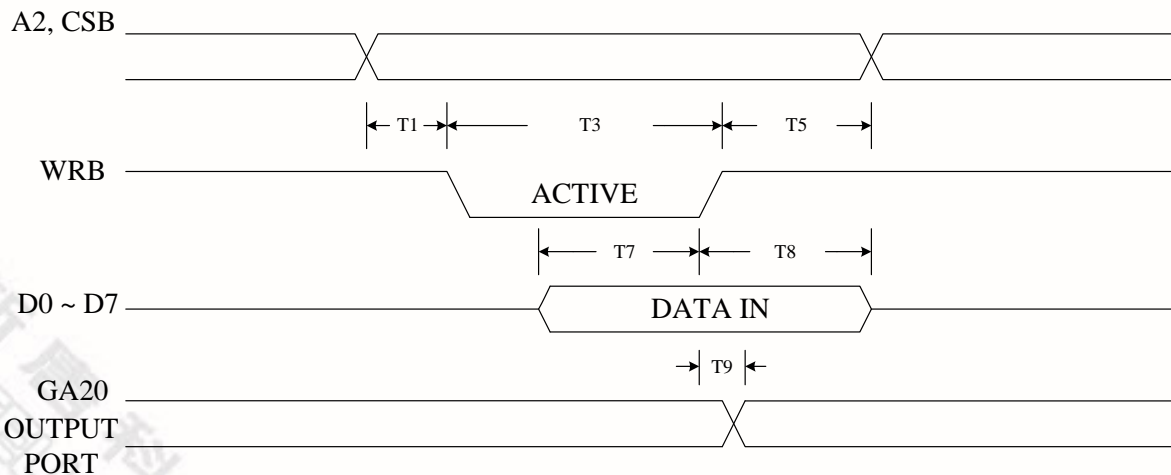 A2, CSB
T1
T3
T5
WRB
ACTIVE
T7
T8
D0 ~ D7
DATA IN
T9
GA20
OUTPUT
PORT